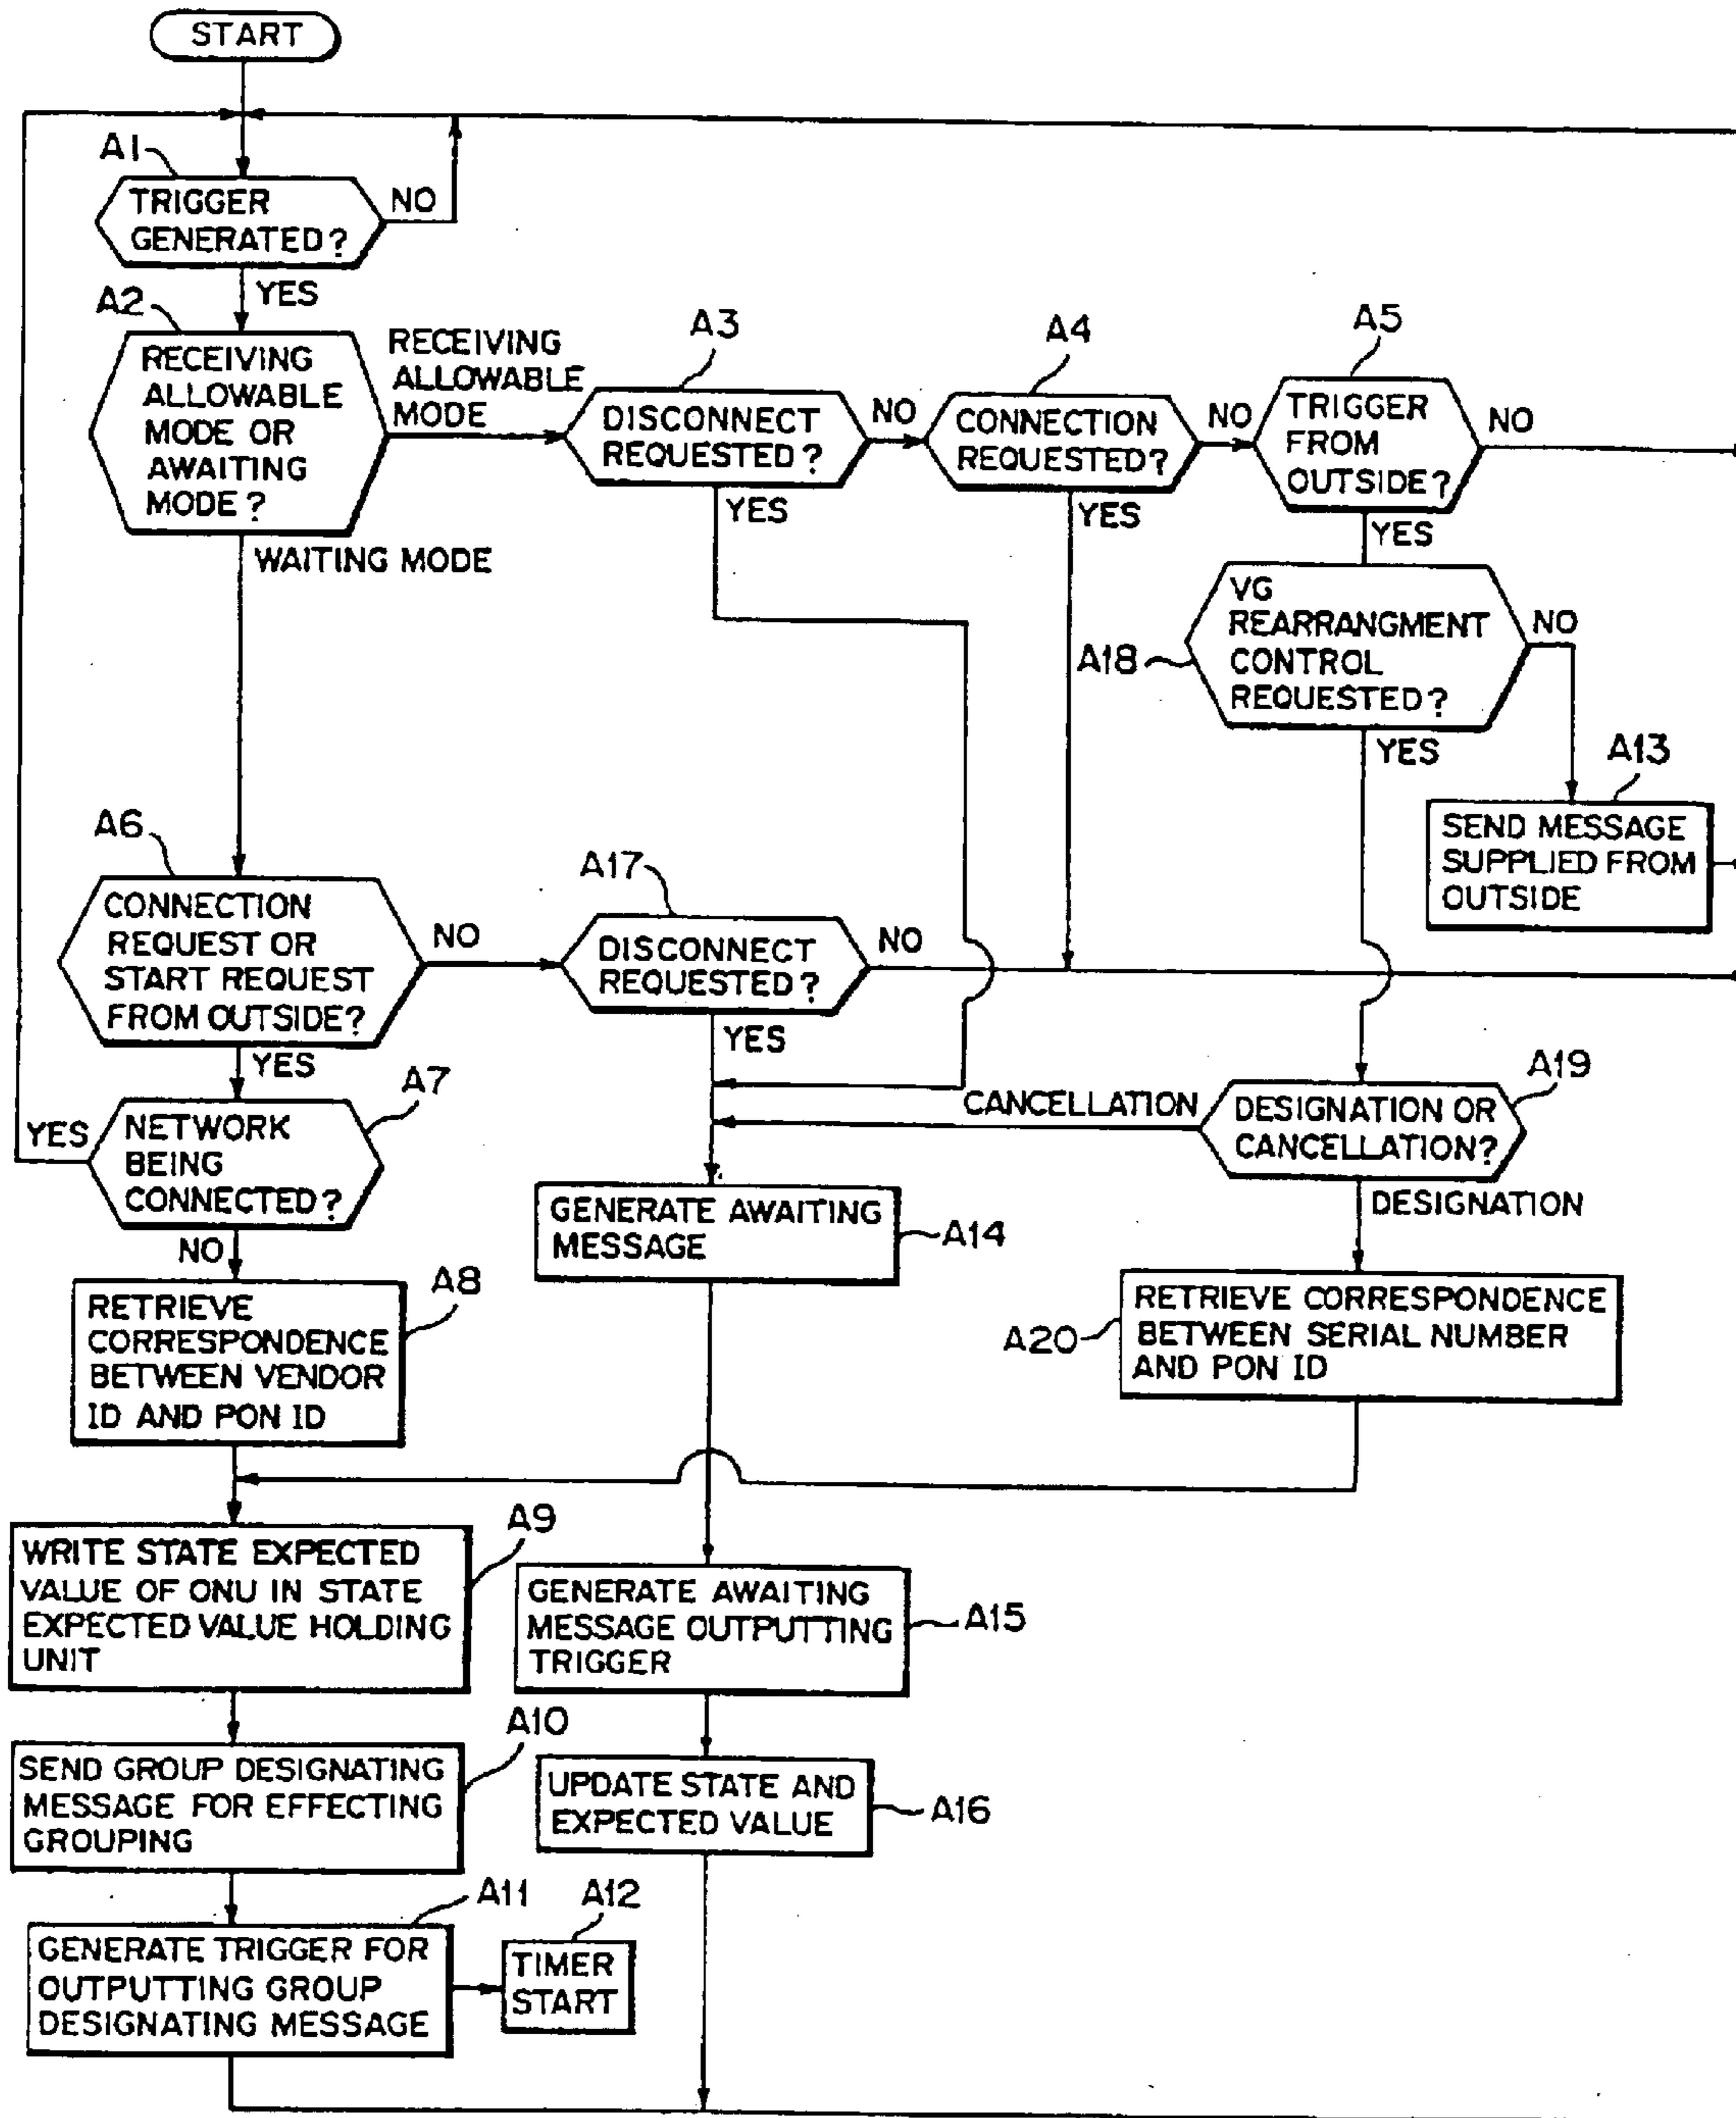 START
A1
TRIGGER
GENERATED?
NO
YES
A2
RECEIVING
ALLOWABLE
MODE OR
AWAITING
MODE?
RECEIVING
ALLOWABLE
MODE
WAITING MODE
A3
DISCONNECT
REQUESTED?
NO
YES
A4
CONNECTION
REQUESTED?
NO
YES
A5
TRIGGER
FROM
OUTSIDE?
NO
YES
A18
VG
REARRANGMENT
CONTROL
REQUESTED?
NO
YES
A13
SEND MESSAGE
SUPPLIED FROM
OUTSIDE
A6
CONNECTION
REQUEST OR
START REQUEST
FROM OUTSIDE?
NO
YES
A17
DISCONNECT
REQUESTED?
NO
YES
A7
NETWORK
BEING
CONNECTED?
YES
NO
A19
DESIGNATION OR
CANCELLATION?
CANCELLATION
DESIGNATION
A14
GENERATE AWAITING
MESSAGE
A8
RETRIEVE
CORRESPONDENCE
BETWEEN VENDOR
ID AND PON ID
A20
RETRIEVE CORRESPONDENCE
BETWEEN SERIAL NUMBER
AND PON ID
A9
WRITE STATE EXPECTED
VALUE OF ONU IN STATE
EXPECTED VALUE HOLDING
UNIT
A15
GENERATE AWAITING
MESSAGE OUTPUTTING
TRIGGER
A10
SEND GROUP DESIGNATING
MESSAGE FOR EFFECTING
GROUPING
A16
UPDATE STATE AND
EXPECTED VALUE
A11
GENERATE TRIGGER FOR
OUTPUTTING GROUP
DESIGNATING MESSAGE
A12
TIMER
START